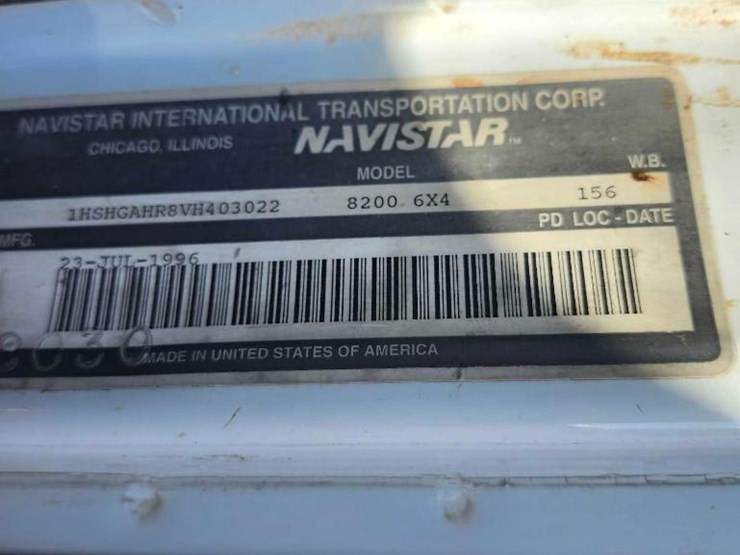 NAVISTAR INTERNATIONAL TRANSPORTATION CORP.
CHICAGO, ILLINOIS NAVISTAR™
MODEL W.B.
1HSHGAHR8VH403022 8200 6X4 156
MFG. PD LOC - DATE
23-JUL-1996
MADE IN UNITED STATES OF AMERICA